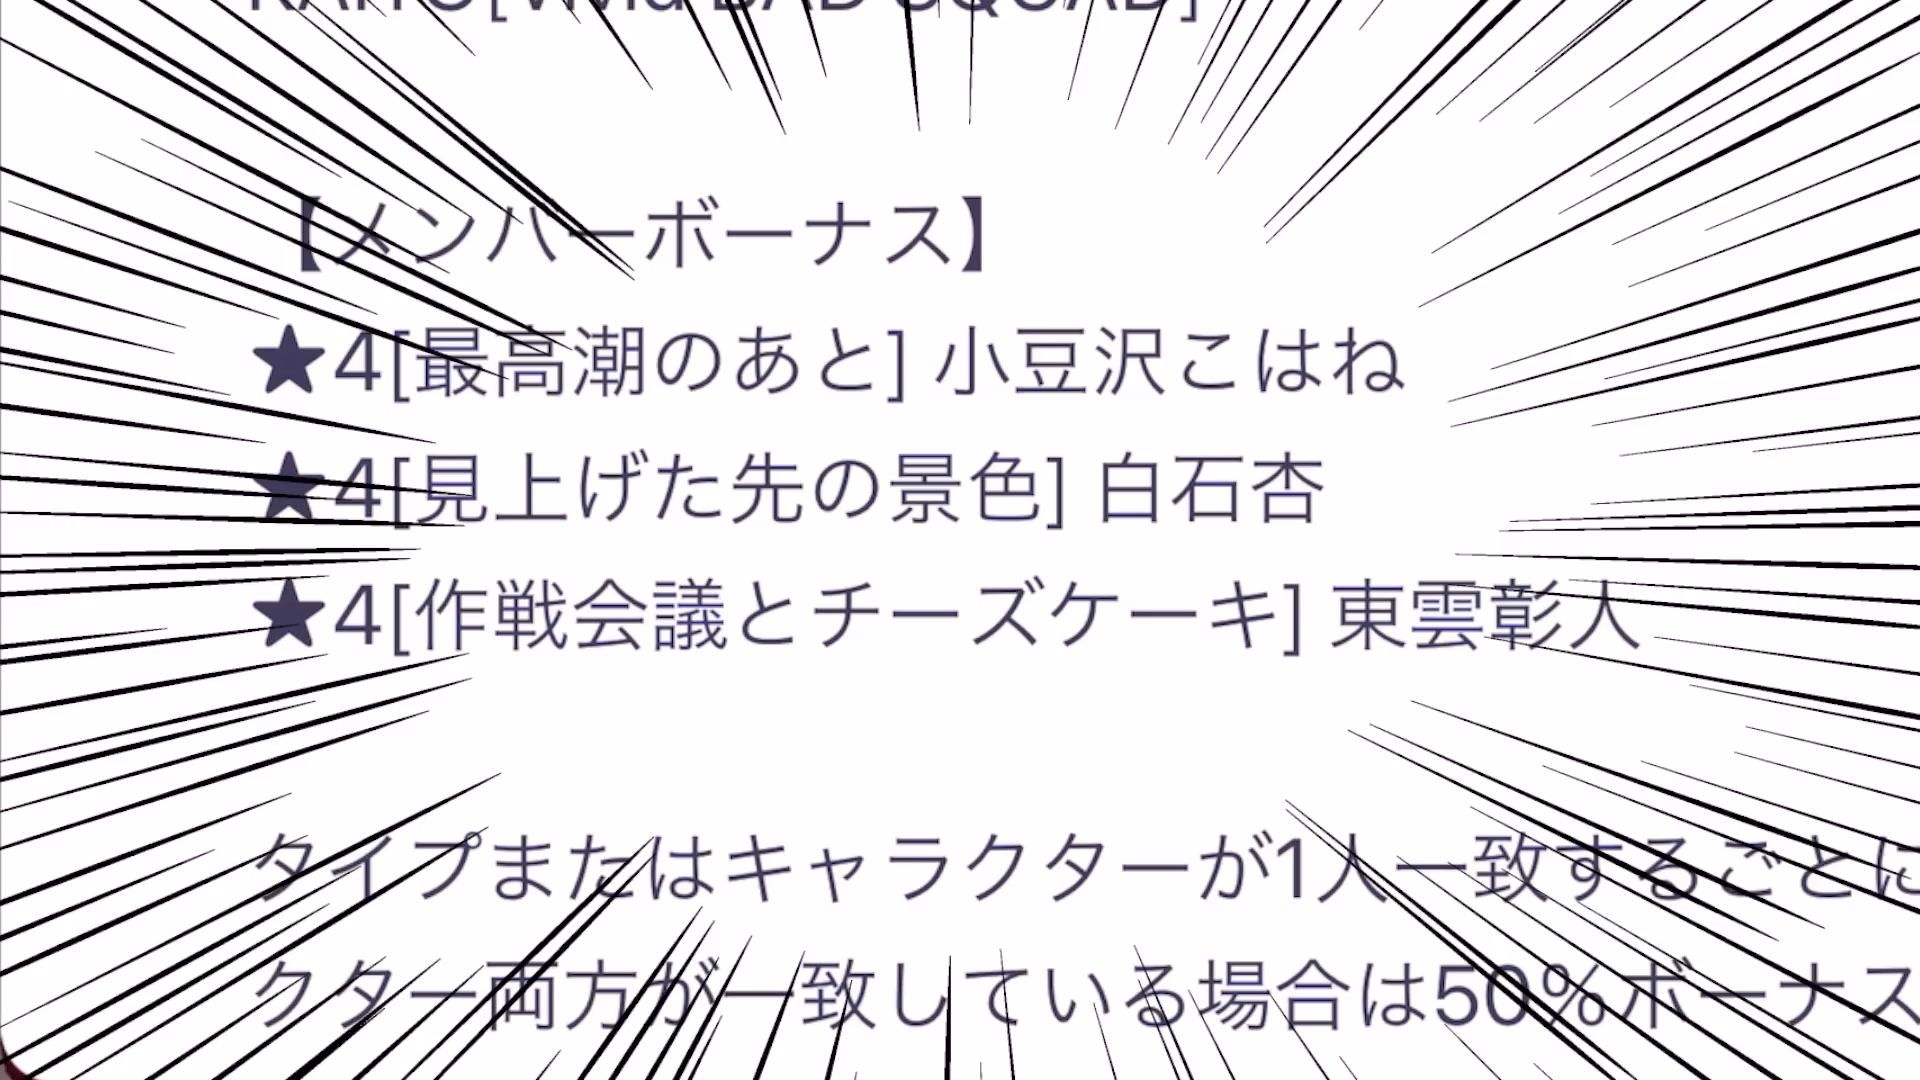 KAITO[Vivid BAD SQUAD]
【メンバーボーナス】
★4[最高潮のあと] 小豆沢こはね
★4[見上げた先の景色] 白石杏
★4[作戦会議とチーズケーキ] 東雲彰人
タイプまたはキャラクターが1人一致するごとに
クター両方が一致している場合は50%ボーナス